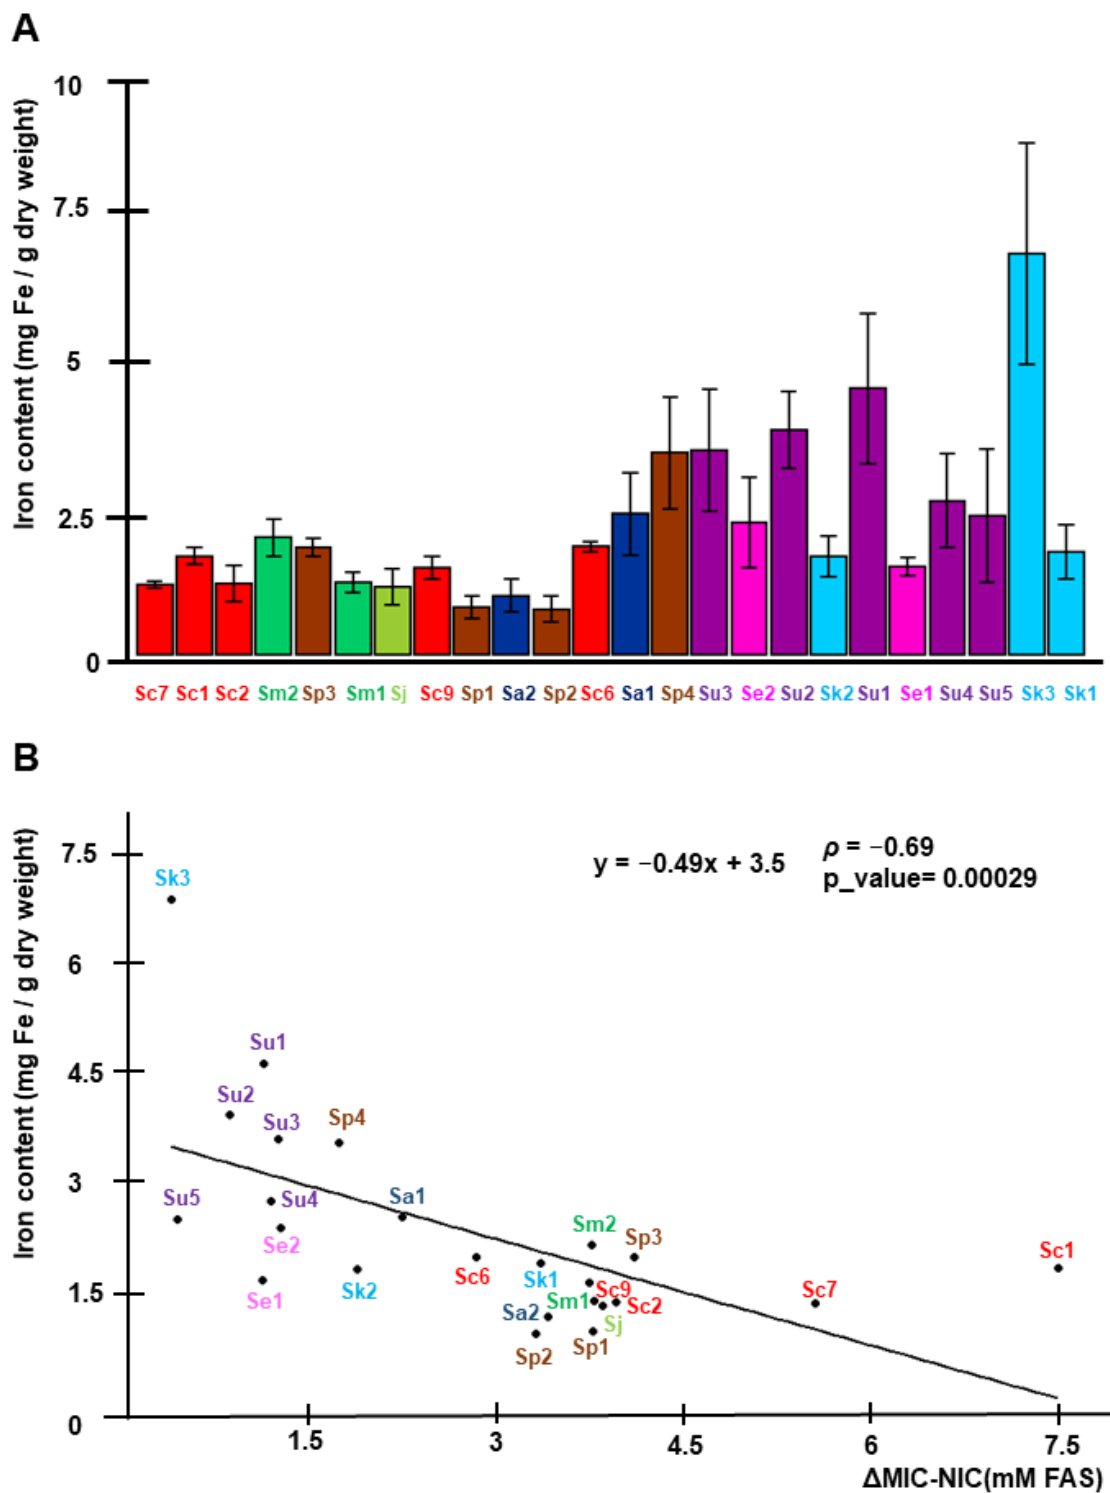 A
Iron content (mg Fe / g dry weight)
10
7.5
5
2.5
0
Sc7 Sc1 Sc2 Sm2 Sp3 Sm1 Sj Sc9 Sp1 Sa2 Sp2 Sc6 Sa1 Sp4 Su3 Se2 Su2 Sk2 Su1 Se1 Su4 Su5 Sk3 Sk1
B
Iron content (mg Fe / g dry weight)
7.5
6
4.5
3
1.5
0
y = −0.49x + 3.5
ρ = −0.69
p_value= 0.00029
Sk3
Su1
Su2
Su3
Sp4
Su5
Su4
Sa1
Se2
Se1
Sk2
Sm2
Sp3
Sc6
Sk1
Sc9
Sm1
Sc2
Sa2
Sj
Sp2
Sp1
Sc7
Sc1
1.5 3 4.5 6 7.5
ΔMIC-NIC(mM FAS)